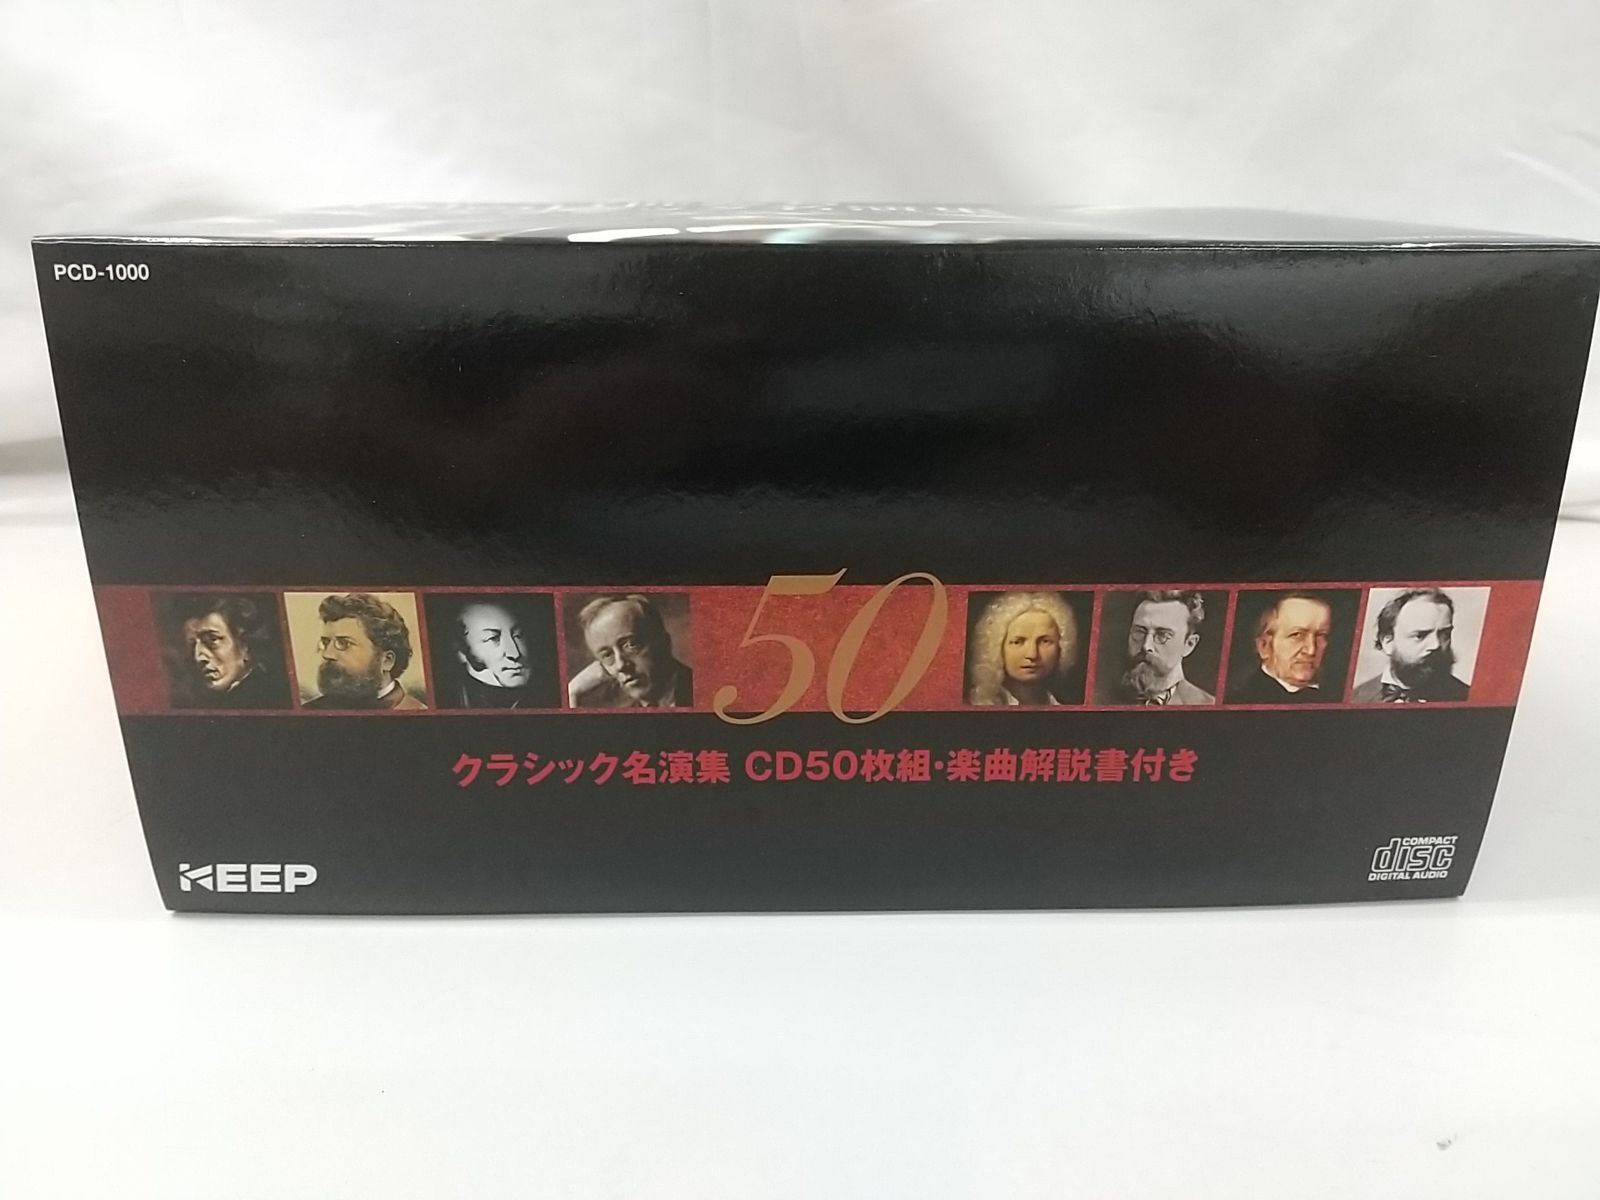 PCD-1000
50
クラシック名演集 CD50枚組・楽曲解説書付き
KEEP
COMPACT
disc
DIGITAL AUDIO